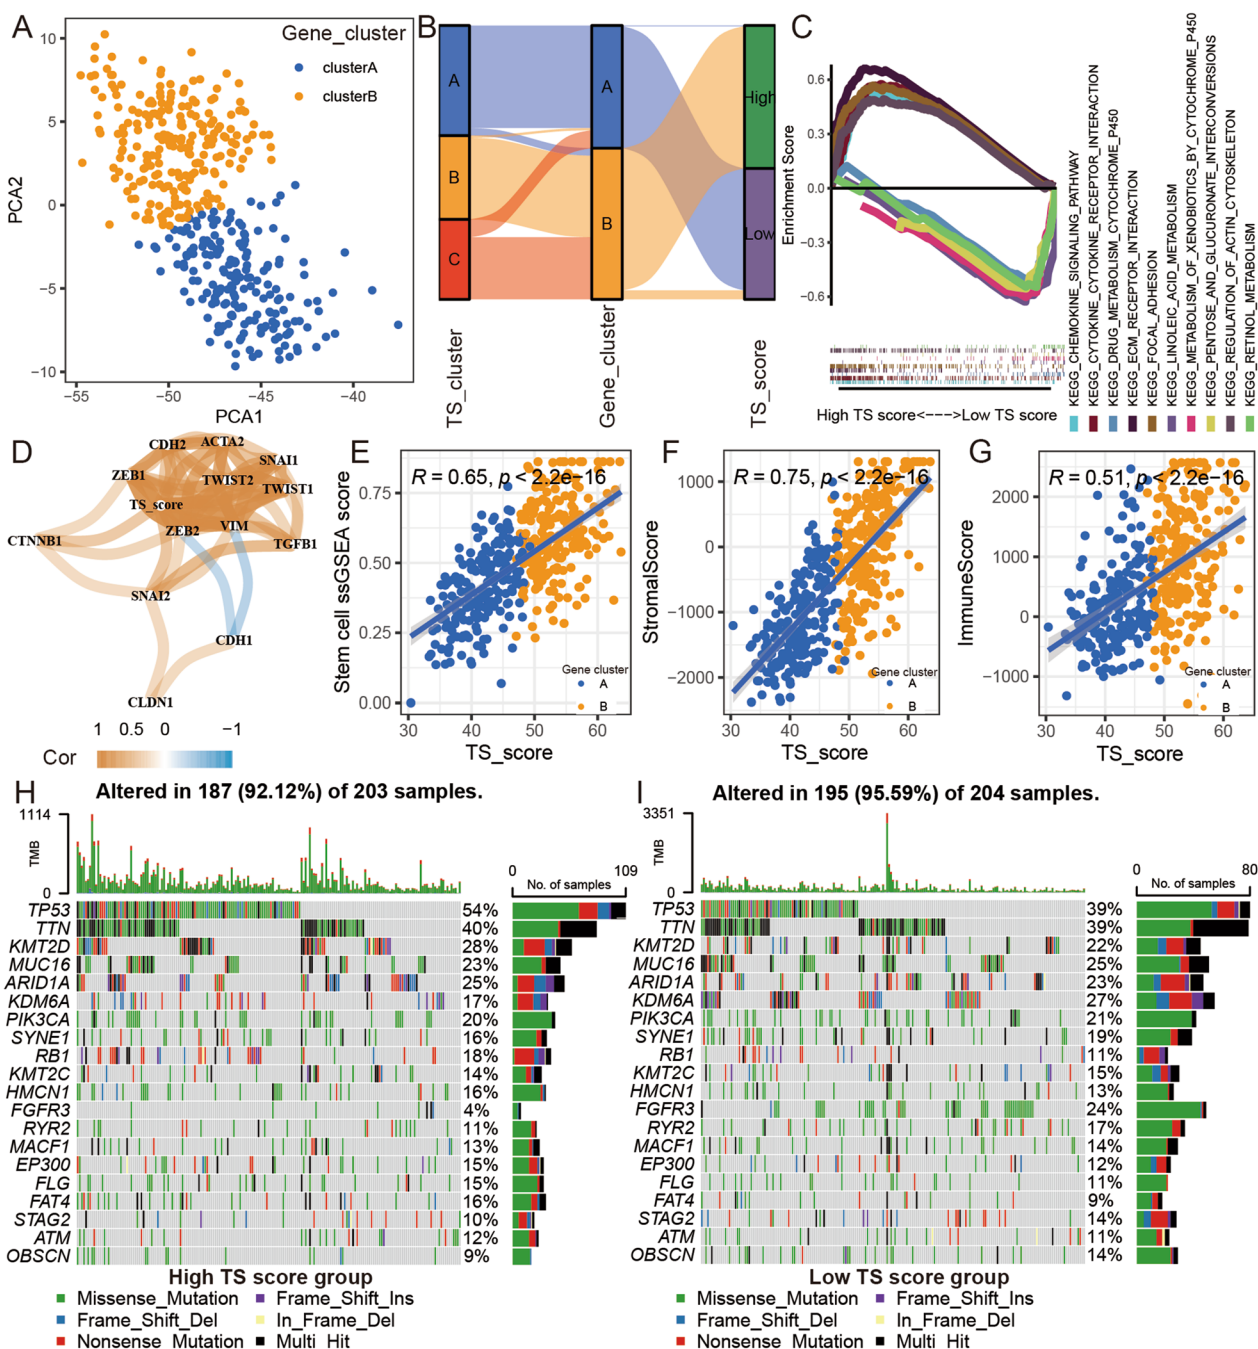 A
Gene_cluster
clusterA
clusterB
10
5
0
−5
−10
PCA2
−55
−50
−45
−40
PCA1
B
A
B
C
A
B
High
Low
TS_cluster
Gene_cluster
TS_score
C
0.6
0.3
0.0
−0.3
−0.6
Enrichment Score
High TS score<---->Low TS score
KEGG_CHEMOKINE_SIGNALING_PATHWAY
KEGG_CYTOKINE_RECEPTOR_INTERACTION
KEGG_DRUG_METABOLISM_CYTOCHROME_P450
KEGG_ECM_RECEPTOR_INTERACTION
KEGG_FOCAL_ADHESION
KEGG_LINOLEIC_ACID_METABOLISM
KEGG_METABOLISM_OF_XENOBIOTICS_BY_CYTOCHROME_P450
KEGG_PENTOSE_AND_GLUCURONATE_INTERCONVERSIONS
KEGG_REGULATION_OF_ACTIN_CYTOSKELETON
KEGG_RETINOL_METABOLISM
D
CDH2
ACTA2
SNAI1
ZEB1
TWIST2
TWIST1
TS_score
ZEB2
VIM
CTNNB1
TGFB1
SNAI2
CDH1
CLDN1
1 0.5 0 −1
Cor
E
R = 0.65, p < 2.2e−16
0.75
0.50
0.25
0.00
Stem cell ssGSEA score
Gene cluster
A
B
30 40 50 60
TS_score
F
R = 0.75, p < 2.2e−16
1000
0
−1000
−2000
StromalScore
Gene cluster
A
B
30 40 50 60
TS_score
G
R = 0.51, p < 2.2e−16
2000
1000
0
−1000
ImmuneScore
Gene cluster
A
B
30 40 50 60
TS_score
H
Altered in 187 (92.12%) of 203 samples.
1114
TMB
0
0 109
No. of samples
TP53 54%
TTN 40%
KMT2D 28%
MUC16 23%
ARID1A 25%
KDM6A 17%
PIK3CA 20%
SYNE1 16%
RB1 18%
KMT2C 14%
HMCN1 16%
FGFR3 4%
RYR2 11%
MACF1 13%
EP300 15%
FLG 15%
FAT4 16%
STAG2 10%
ATM 12%
OBSCN 9%
High TS score group
Missense_Mutation
Frame_Shift_Del
Nonsense_Mutation
Frame_Shift_Ins
In_Frame_Del
Multi_Hit
I
Altered in 195 (95.59%) of 204 samples.
3351
TMB
0
0 80
No. of samples
TP53 39%
TTN 39%
KMT2D 22%
MUC16 25%
ARID1A 23%
KDM6A 27%
PIK3CA 21%
SYNE1 19%
RB1 11%
KMT2C 15%
HMCN1 13%
FGFR3 24%
RYR2 17%
MACF1 14%
EP300 12%
FLG 11%
FAT4 9%
STAG2 14%
ATM 11%
OBSCN 14%
Low TS score group
Missense_Mutation
Frame_Shift_Del
Nonsense_Mutation
Frame_Shift_Ins
In_Frame_Del
Multi_Hit